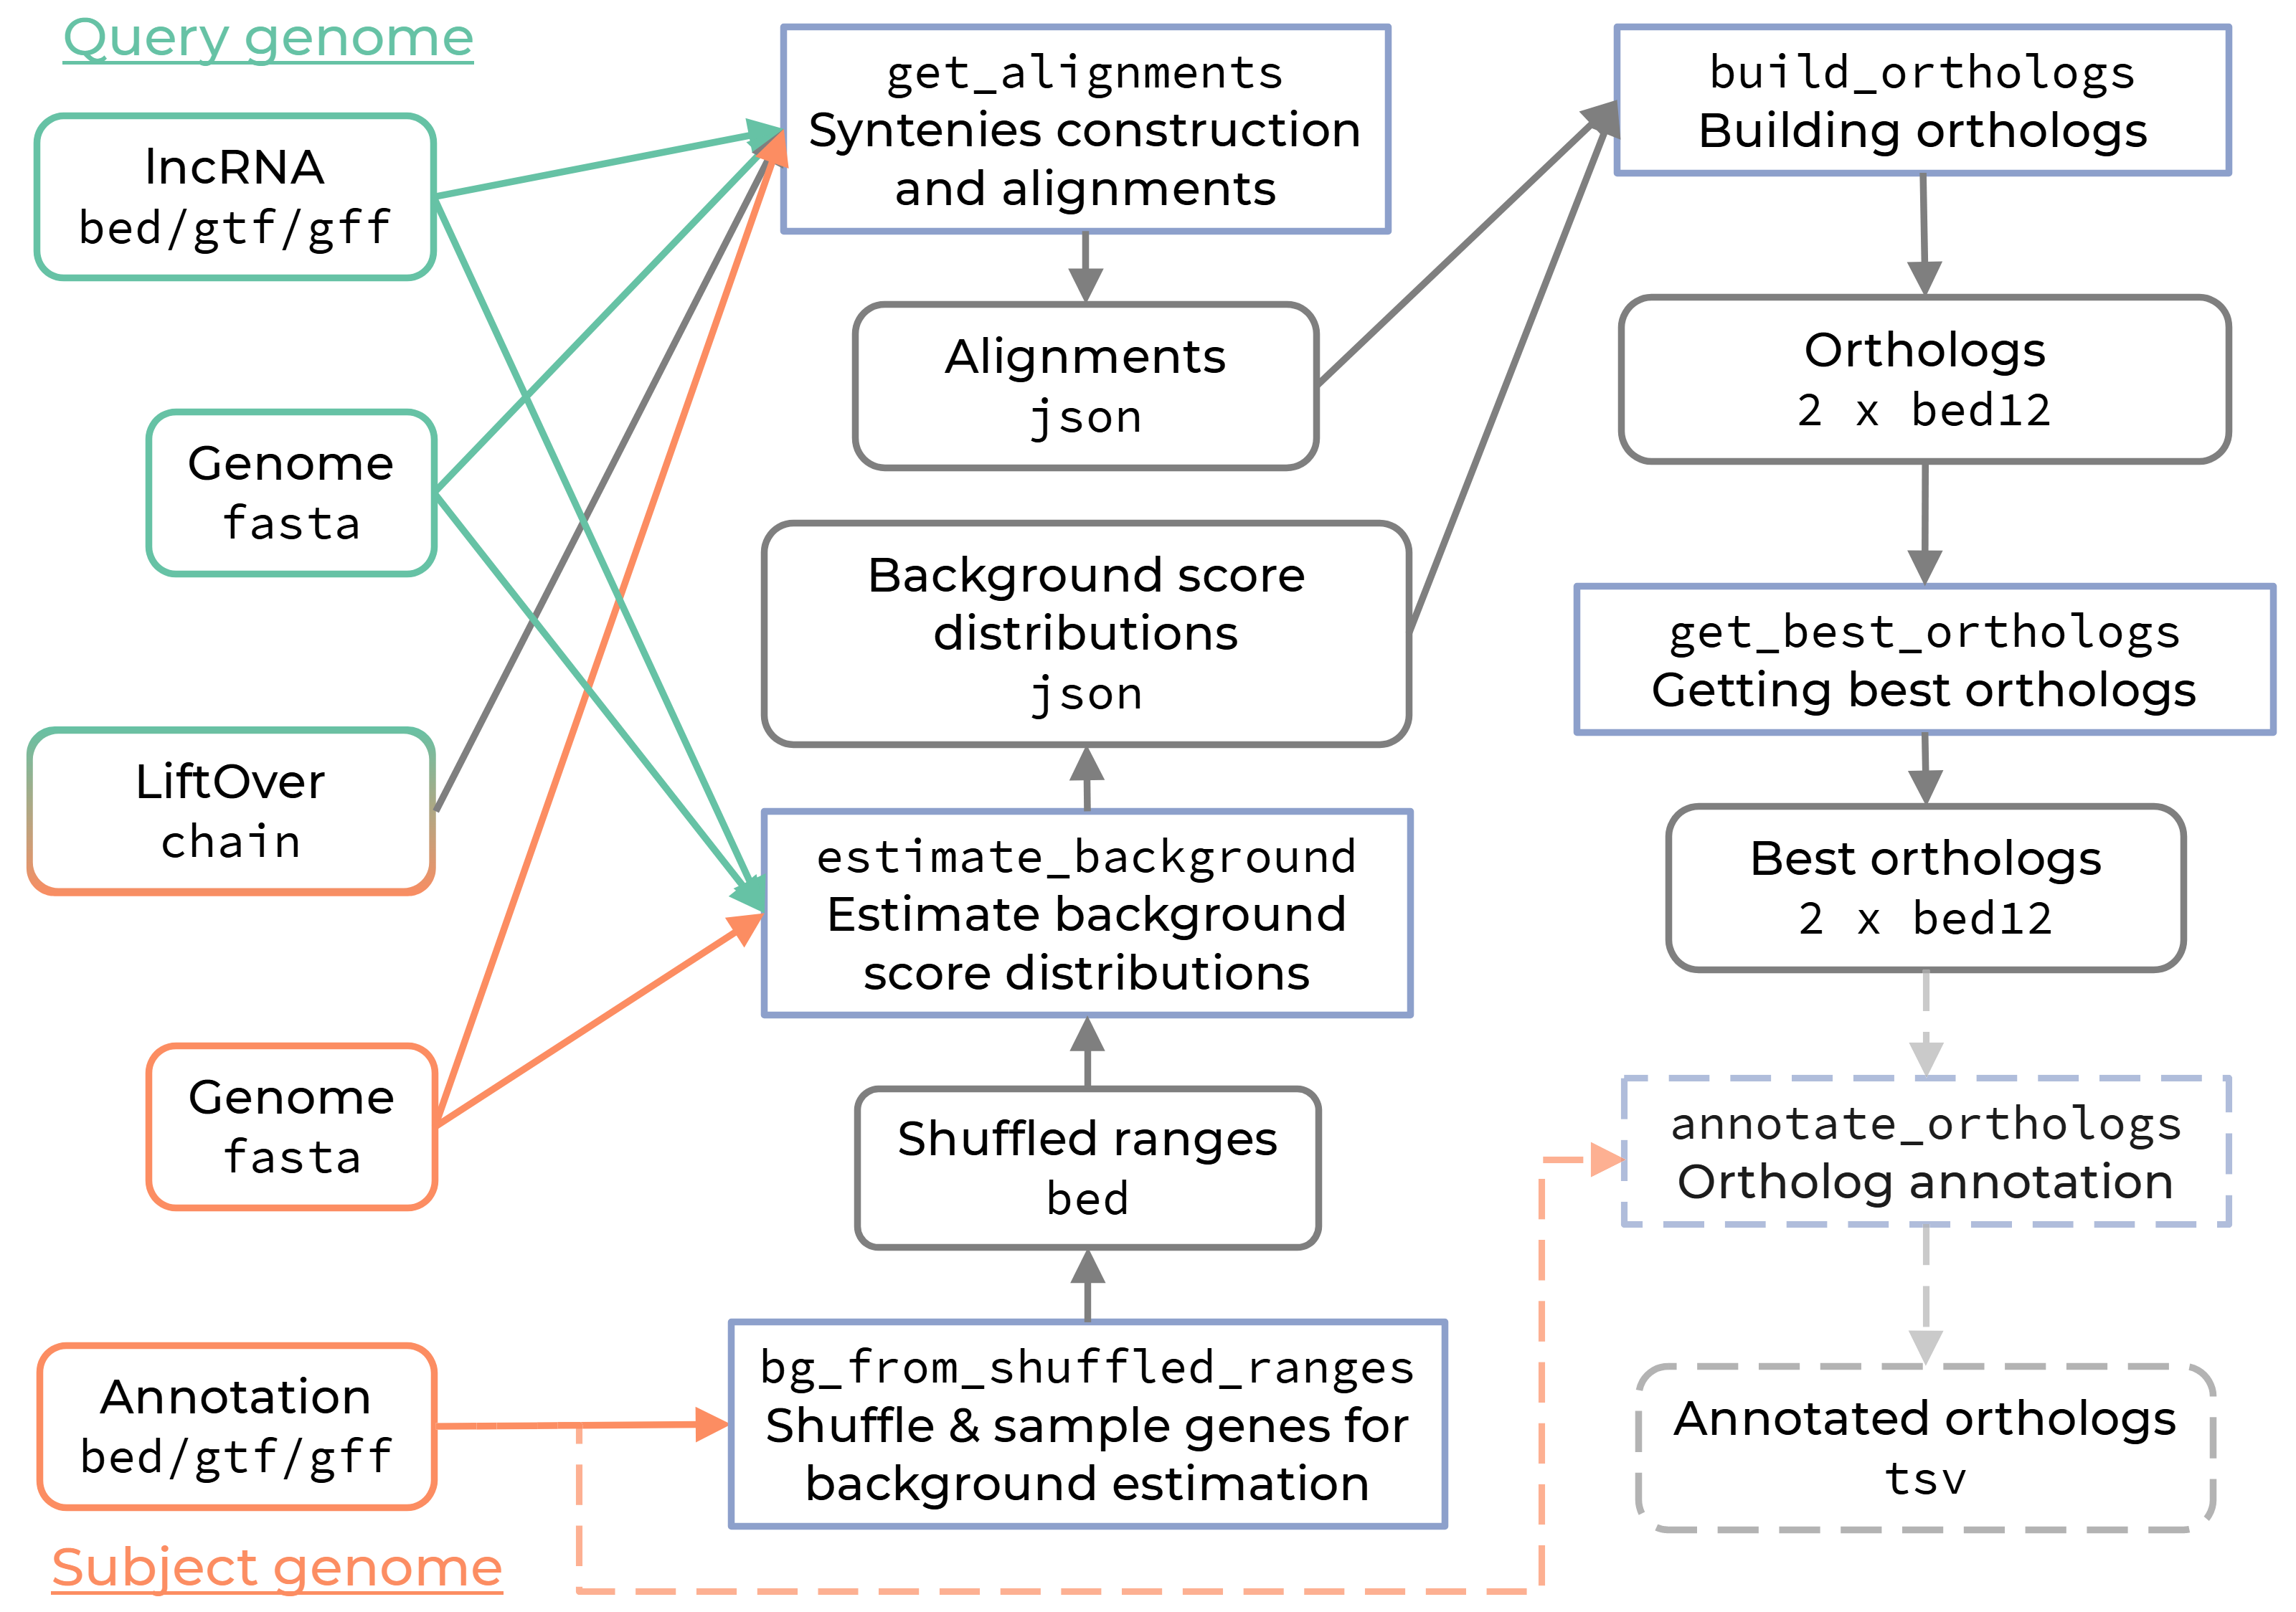 Query genome
lncRNA
bed/gtf/gff
Genome
fasta
LiftOver
chain
Genome
fasta
Annotation
bed/gtf/gff
Subject genome
get_alignments
Syntenies construction
and alignments
Alignments
json
Background score
distributions
json
estimate_background
Estimate background
score distributions
Shuffled ranges
bed
bg_from_shuffled_ranges
Shuffle & sample genes for
background estimation
build_orthologs
Building orthologs
Orthologs
2 x bed12
get_best_orthologs
Getting best orthologs
Best orthologs
2 x bed12
annotate_orthologs
Ortholog annotation
Annotated orthologs
tsv